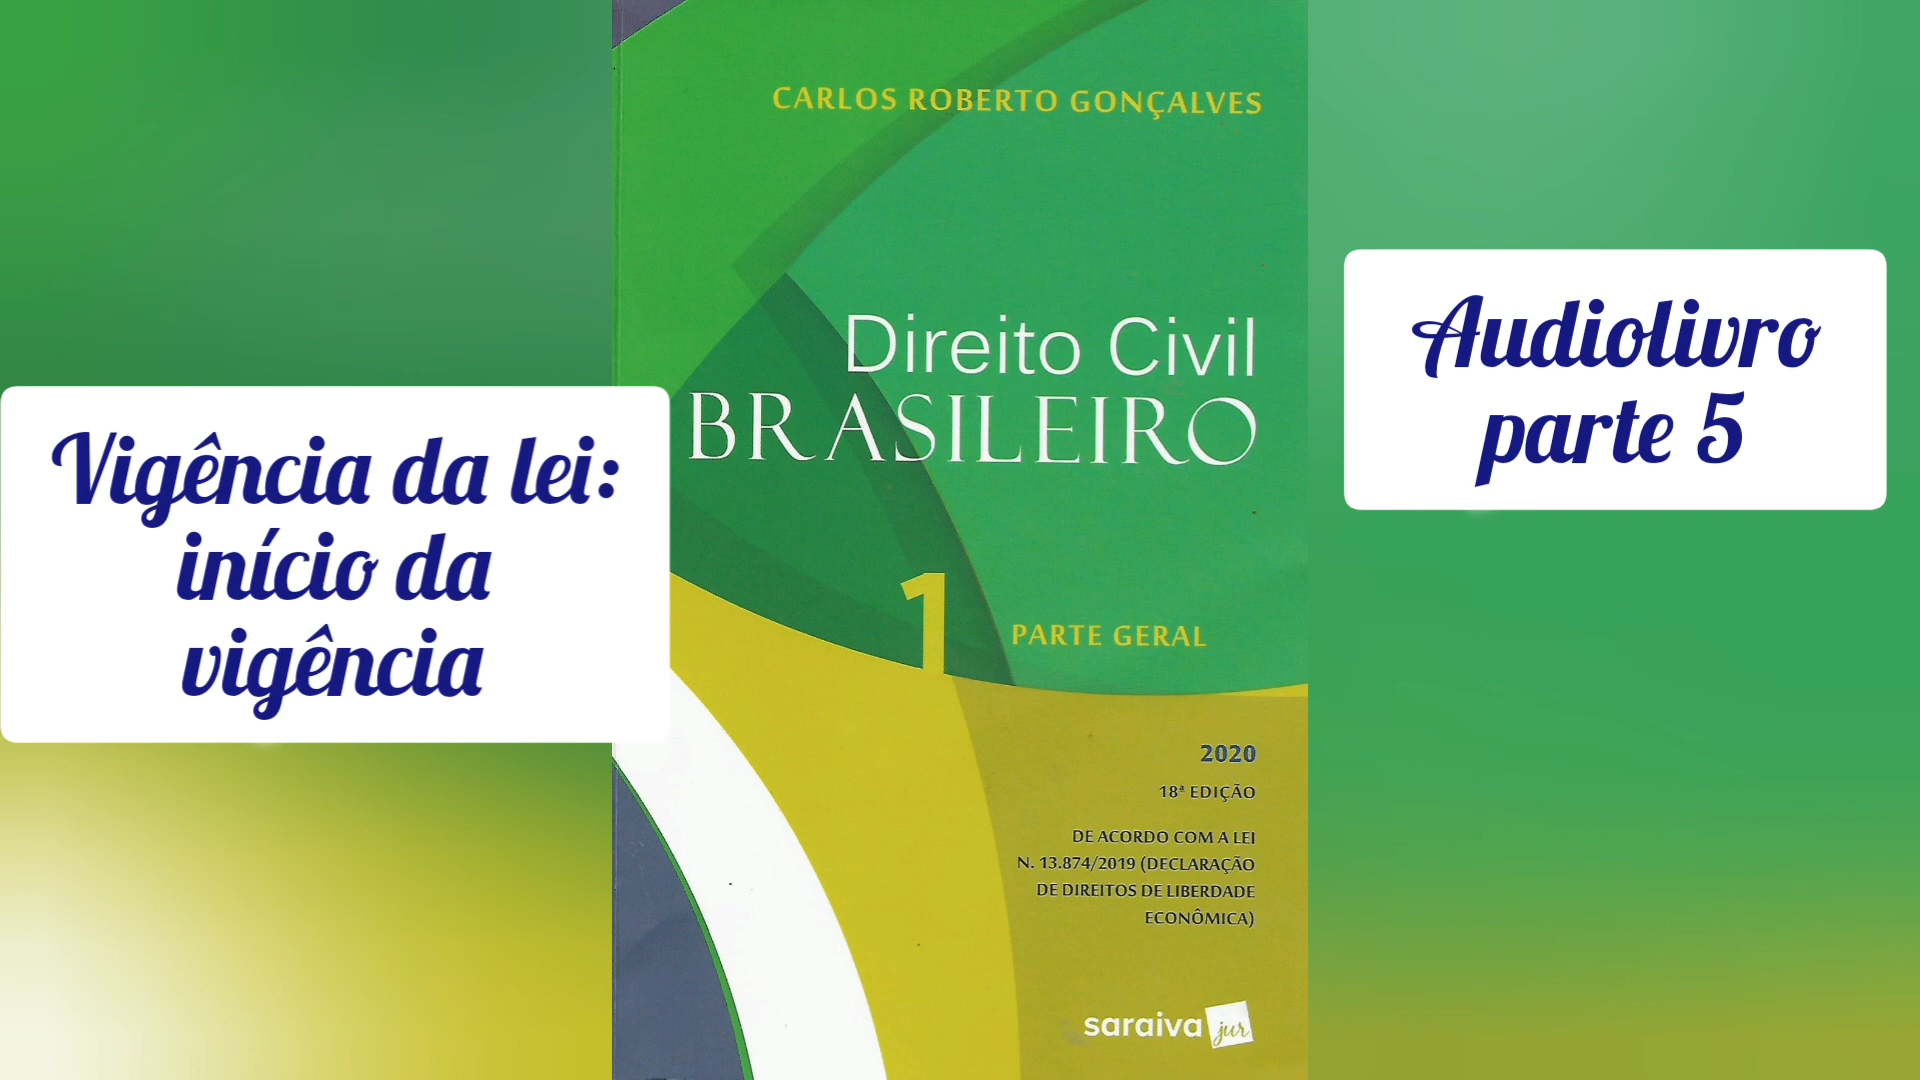 Vigência da lei:
início da
vigência
CARLOS ROBERTO GONÇALVES
Direito Civil
BRASILEIRO
1
PARTE GERAL
2020
18ª EDIÇÃO
DE ACORDO COM A LEI
N. 13.874/2019 (DECLARAÇÃO
DE DIREITOS DE LIBERDADE
ECONÔMICA)
saraiva jur
Audiolivro
parte 5